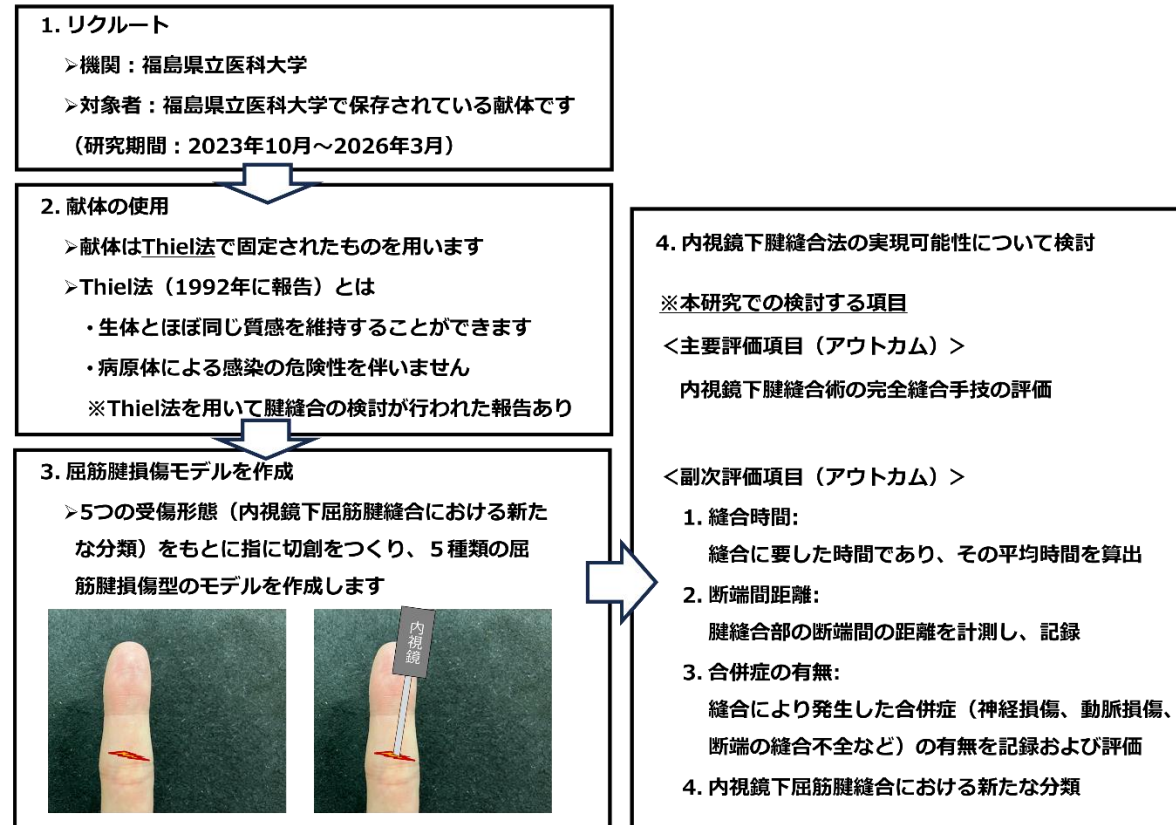 1. リクルート
➢機関：福島県立医科大学
➢対象者：福島県立医科大学で保存されている献体です
（研究期間：2023年10月～2026年3月）
2. 献体の使用
➢献体はThiel法で固定されたものを用います
➢Thiel法（1992年に報告）とは
・生体とほぼ同じ質感を維持することができます
・病原体による感染の危険性を伴いません
※Thiel法を用いて腱縫合の検討が行われた報告あり
3. 屈筋腱損傷モデルを作成
➢5つの受傷形態（内視鏡下屈筋腱縫合における新た
な分類）をもとに指に切創をつくり、５種類の屈
筋腱損傷型のモデルを作成します
内視鏡
4. 内視鏡下腱縫合法の実現可能性について検討
※本研究での検討する項目
＜主要評価項目（アウトカム）＞
内視鏡下腱縫合術の完全縫合手技の評価
＜副次評価項目（アウトカム）＞
1. 縫合時間:
縫合に要した時間であり、その平均時間を算出
2. 断端間距離:
腱縫合部の断端間の距離を計測し、記録
3. 合併症の有無:
縫合により発生した合併症（神経損傷、動脈損傷、
断端の縫合不全など）の有無を記録および評価
4. 内視鏡下屈筋腱縫合における新たな分類